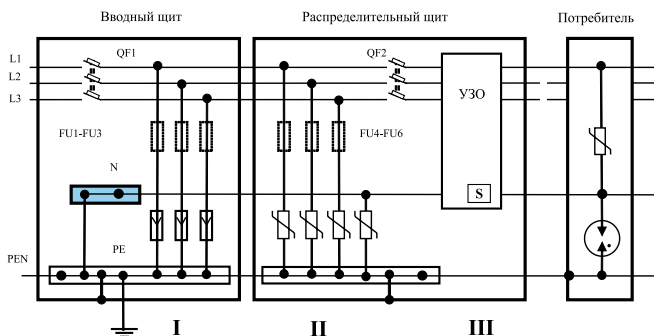 Вводный щит
Распределительный щит
Потребитель
L1
QF1
QF2
L2
L3
УЗО
FU1-FU3
FU4-FU6
N
S
PE
PEN
I
II
III